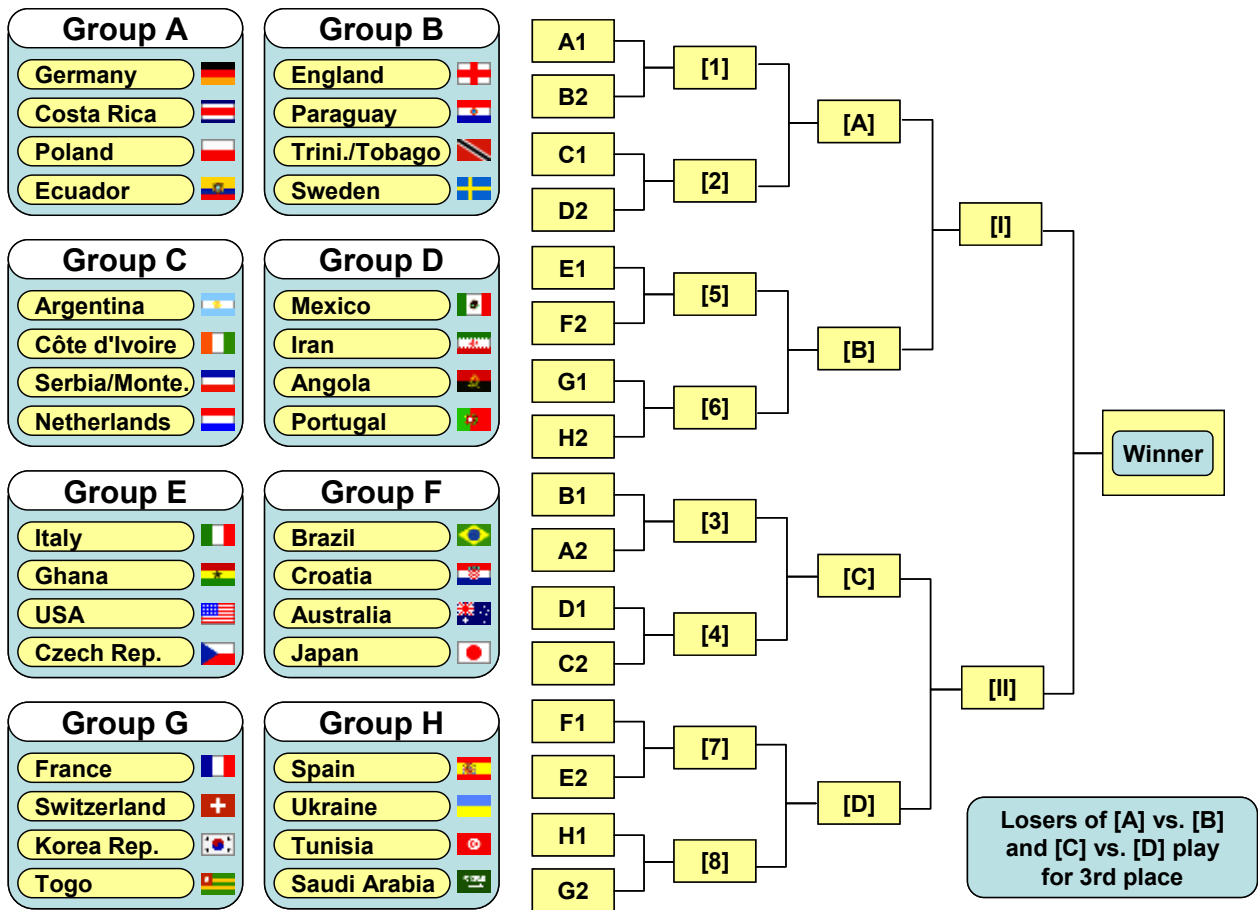 Group A
Germany
Costa Rica
Poland
Ecuador
Group B
England
Paraguay
Trini./Tobago
Sweden
Group C
Argentina
Côte d'Ivoire
Serbia/Monte.
Netherlands
Group D
Mexico
Iran
Angola
Portugal
Group E
Italy
Ghana
USA
Czech Rep.
Group F
Brazil
Croatia
Australia
Japan
Group G
France
Switzerland
Korea Rep.
Togo
Group H
Spain
Ukraine
Tunisia
Saudi Arabia
A1
B2
C1
D2
E1
F2
G1
H2
B1
A2
D1
C2
F1
E2
H1
G2
[1]
[2]
[5]
[6]
[3]
[4]
[7]
[8]
[A]
[B]
[C]
[D]
[I]
[II]
Winner
Losers of [A] vs. [B]
and [C] vs. [D] play
for 3rd place